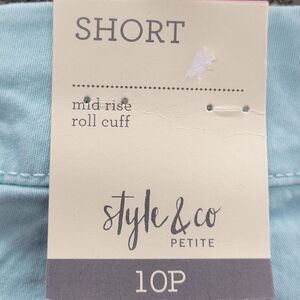 SHORT
mid rise
roll cuff
style & co
PETITE
10P